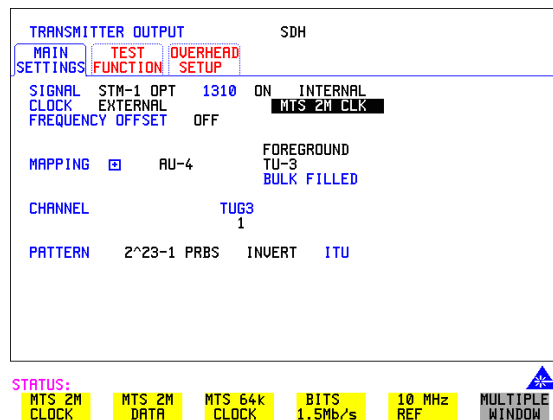 TRANSMITTER OUTPUT SDH
MAIN SETTINGS
TEST FUNCTION
OVERHEAD SETUP
SIGNAL STM-1 OPT 1310 ON INTERNAL
CLOCK EXTERNAL MTS 2M CLK
FREQUENCY OFFSET OFF
FOREGROUND
MAPPING + AU-4 TU-3
BULK FILLED
CHANNEL TUG3
1
PATTERN 2^23-1 PRBS INVERT ITU
STATUS:
MTS 2M CLOCK
MTS 2M DATA
MTS 64k CLOCK
BITS 1.5Mb/s
10 MHz REF
MULTIPLE WINDOW